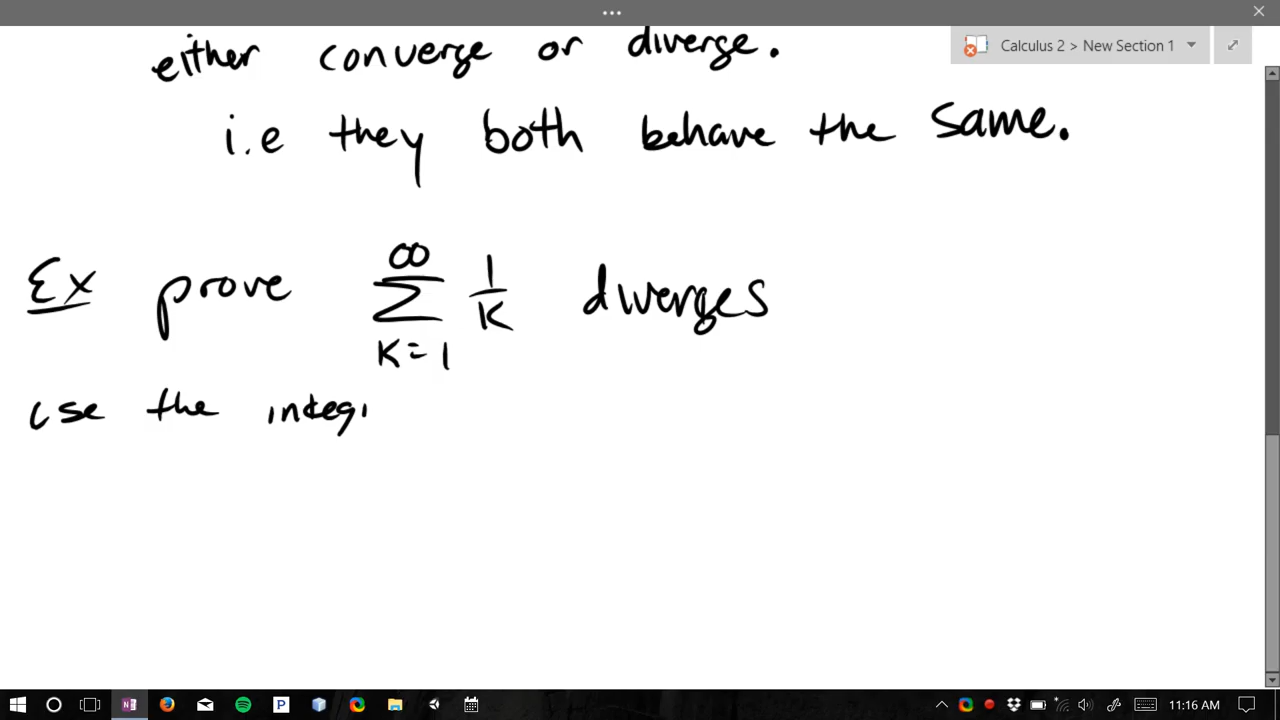 Calculus 2 > New Section 1
either converge or diverge.
i.e they both behave the same.
Ex prove ∞ Σ K=1 1/K diverges
use the integr
11:16 AM